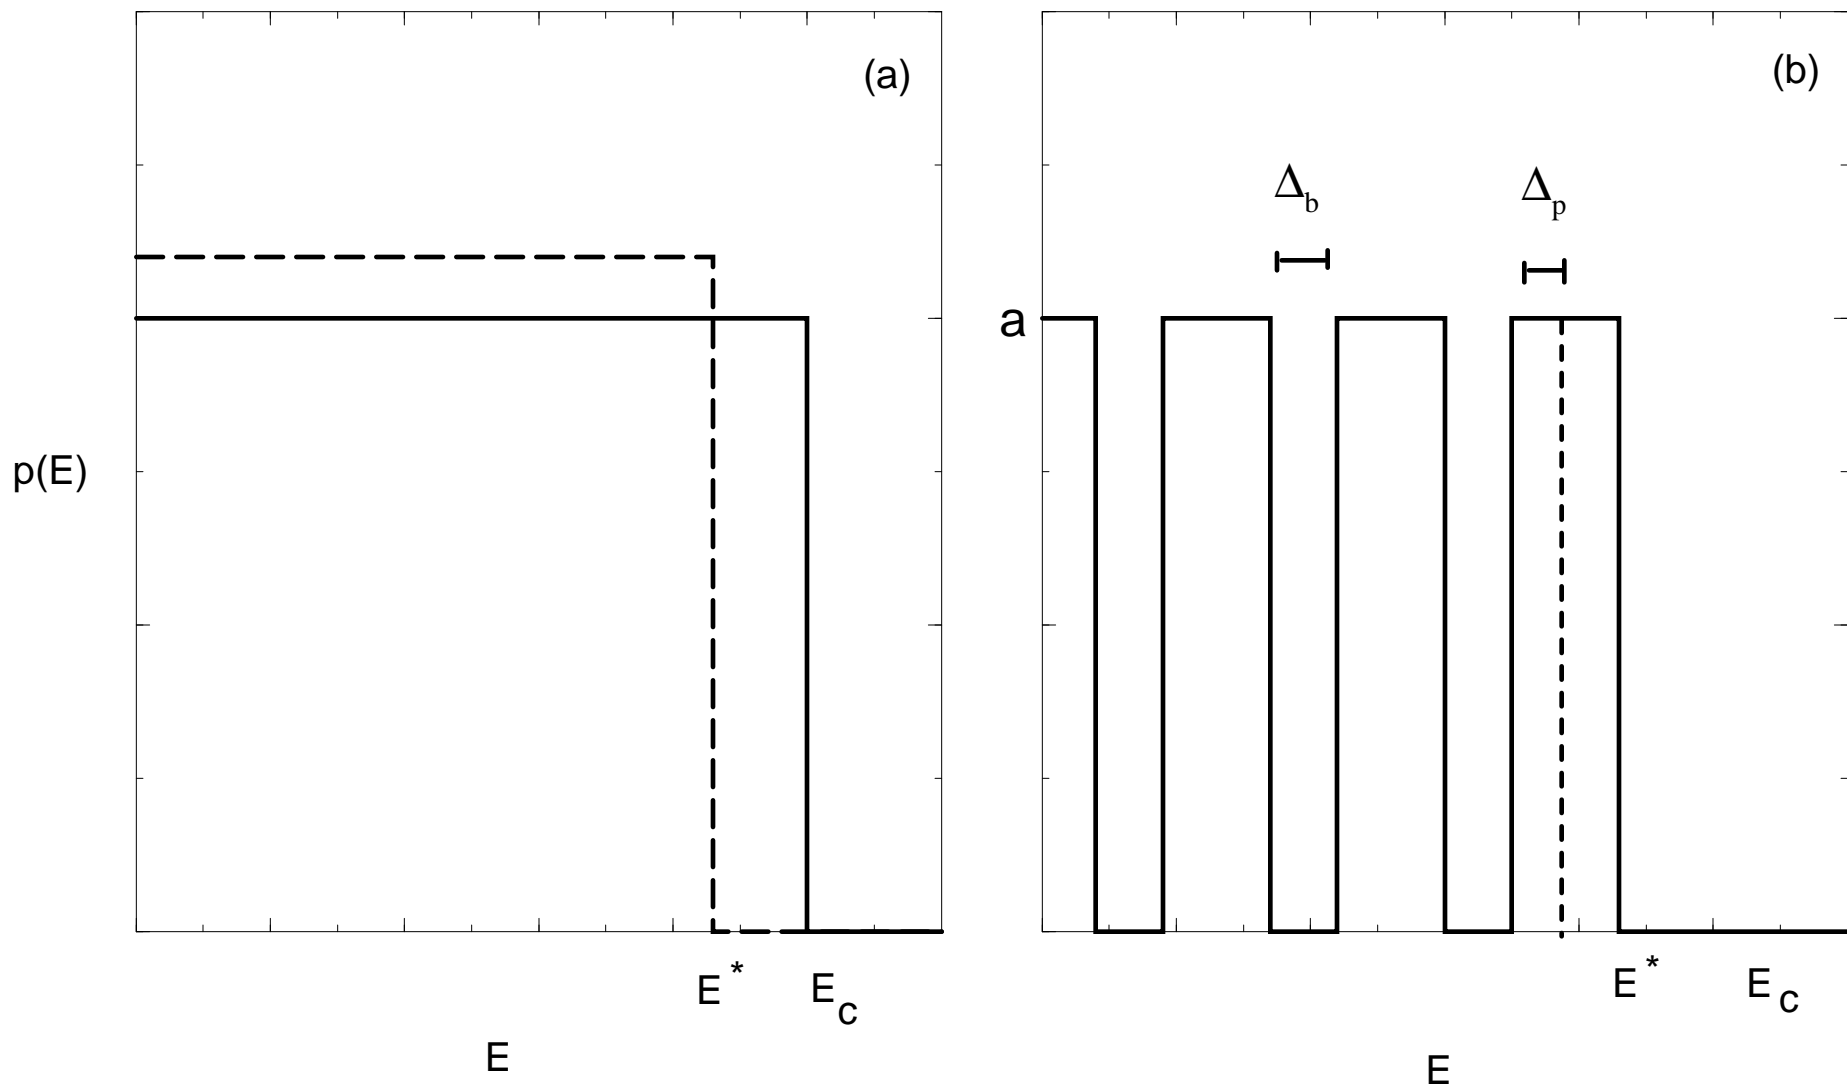 (a)
p(E)
E* E_c
E
(b)
Δ_b Δ_p
a
E* E_c
E